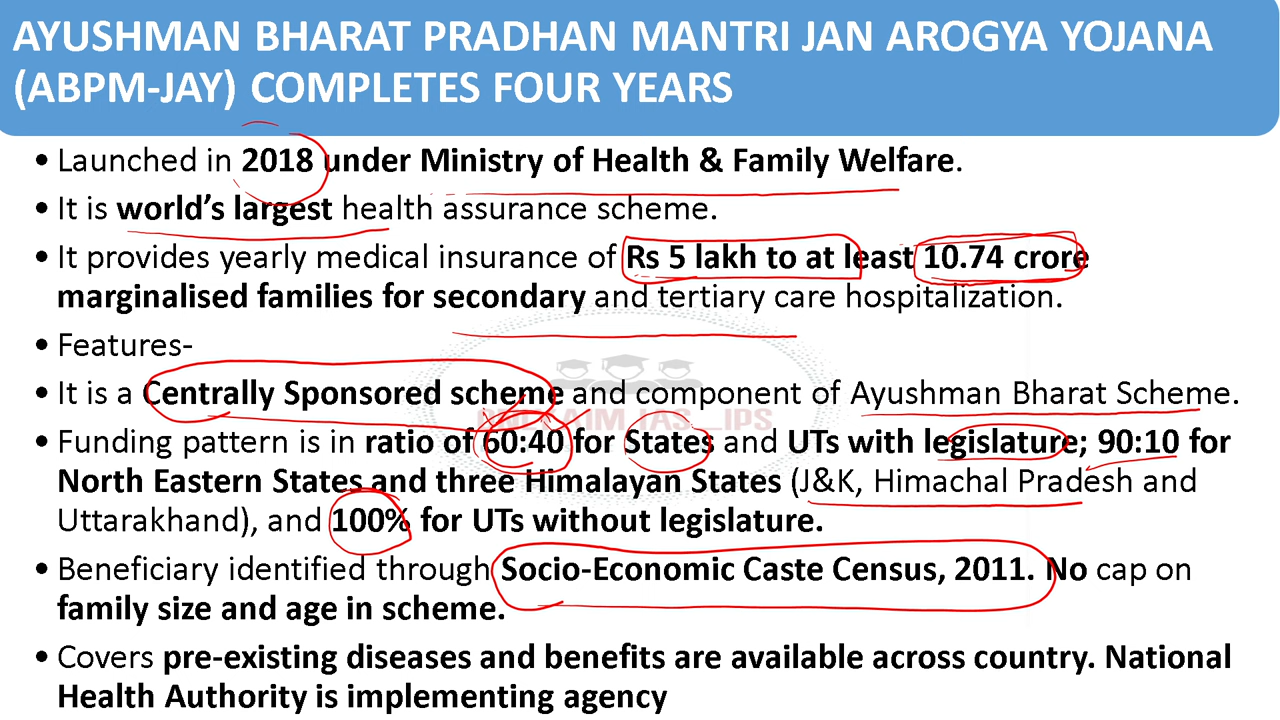 AYUSHMAN BHARAT PRADHAN MANTRI JAN AROGYA YOJANA
(ABPM-JAY) COMPLETES FOUR YEARS
• Launched in 2018 under Ministry of Health & Family Welfare.
• It is world's largest health assurance scheme.
• It provides yearly medical insurance of Rs 5 lakh to at least 10.74 crore
marginalised families for secondary and tertiary care hospitalization.
• Features-
• It is a Centrally Sponsored scheme and component of Ayushman Bharat Scheme.
• Funding pattern is in ratio of 60:40 for States and UTs with legislature; 90:10 for
North Eastern States and three Himalayan States (J&K, Himachal Pradesh and
Uttarakhand), and 100% for UTs without legislature.
• Beneficiary identified through Socio-Economic Caste Census, 2011. No cap on
family size and age in scheme.
• Covers pre-existing diseases and benefits are available across country. National
Health Authority is implementing agency